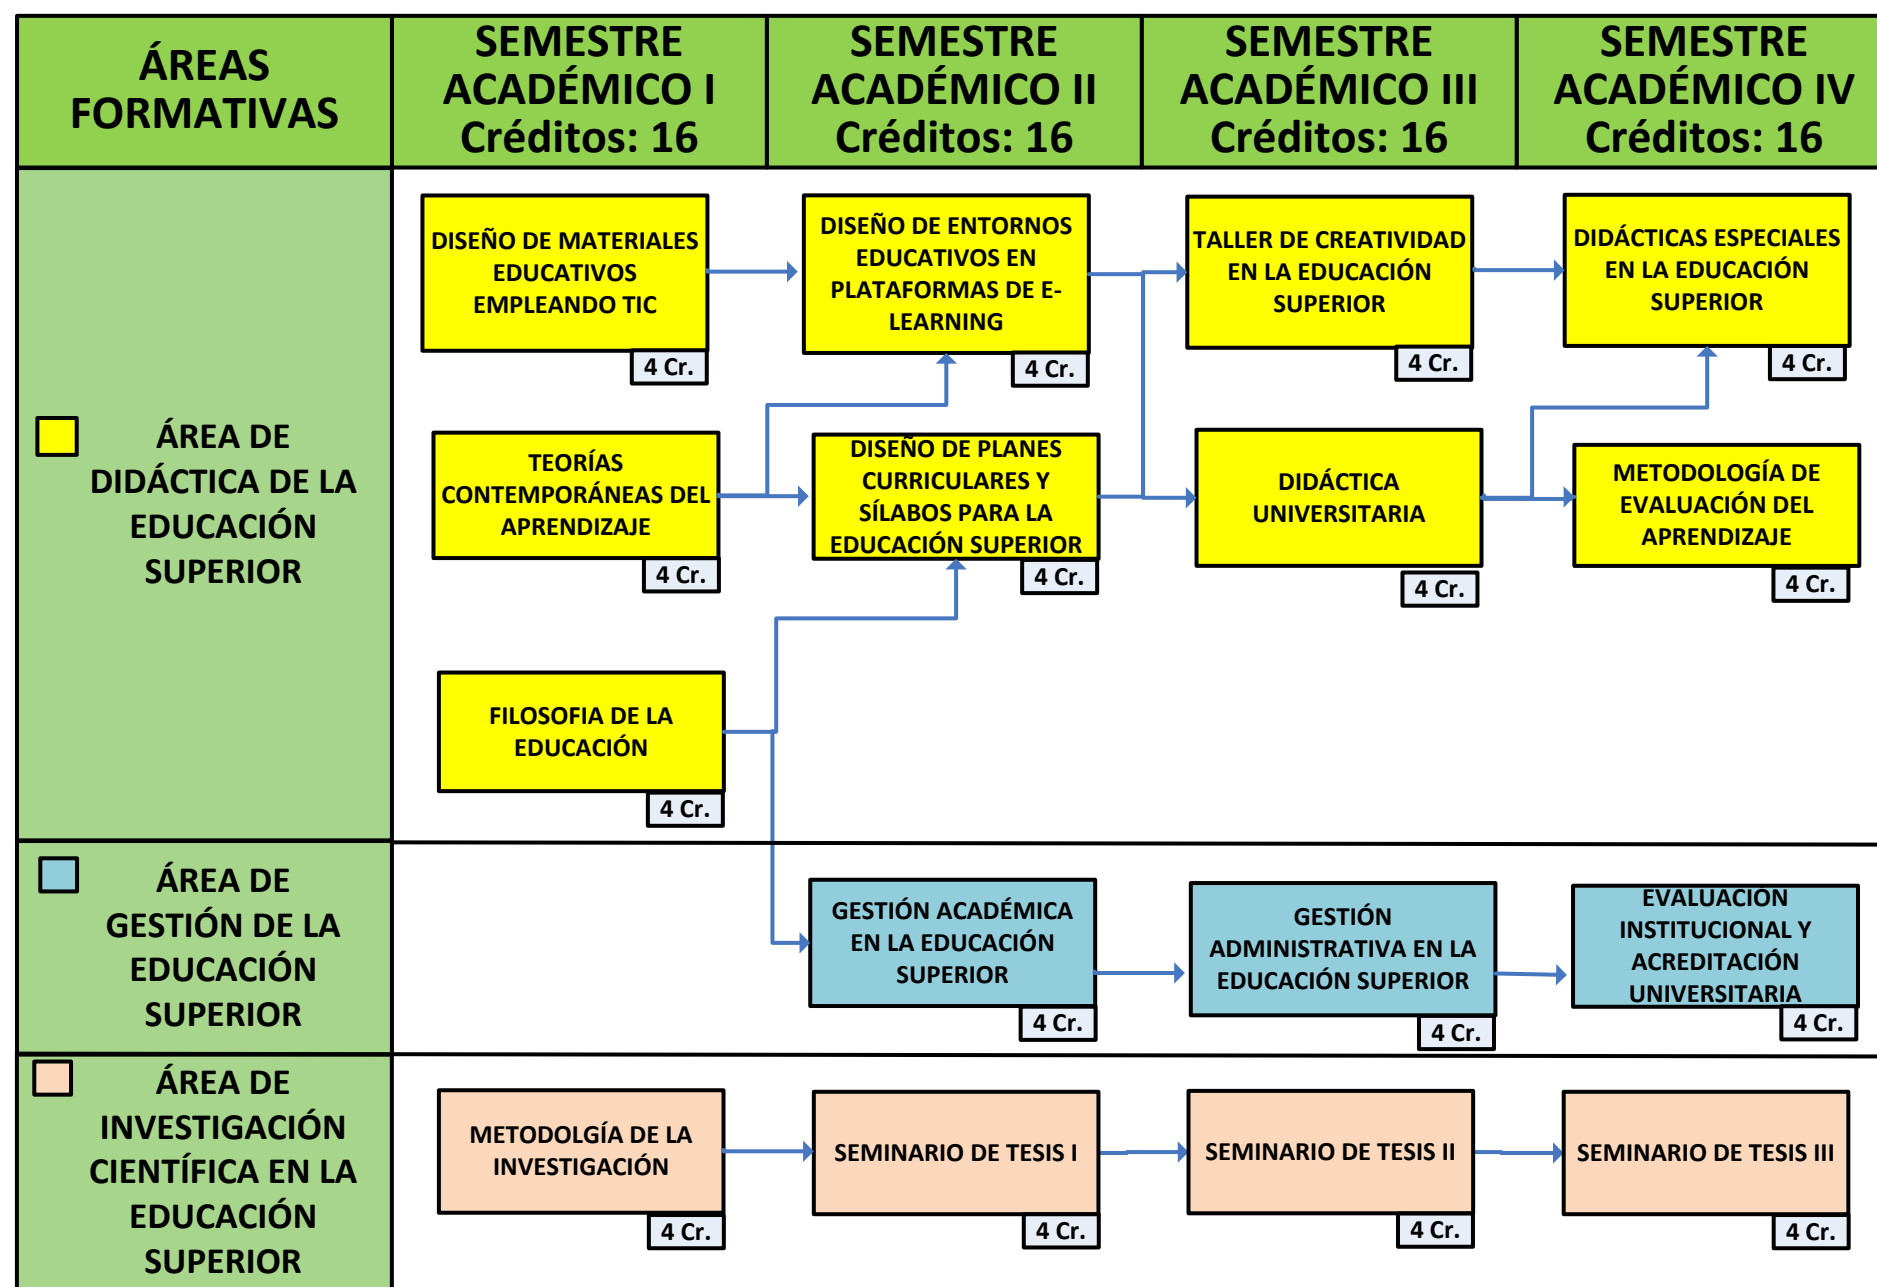 ÁREAS
FORMATIVAS
SEMESTRE
ACADÉMICO I
Créditos: 16
SEMESTRE
ACADÉMICO II
Créditos: 16
SEMESTRE
ACADÉMICO III
Créditos: 16
SEMESTRE
ACADÉMICO IV
Créditos: 16
ÁREA DE
DIDÁCTICA DE LA
EDUCACIÓN
SUPERIOR
DISEÑO DE MATERIALES
EDUCATIVOS
EMPLEANDO TIC
4 Cr.
DISEÑO DE ENTORNOS
EDUCATIVOS EN
PLATAFORMAS DE E-
LEARNING
4 Cr.
TALLER DE CREATIVIDAD
EN LA EDUCACIÓN
SUPERIOR
4 Cr.
DIDÁCTICAS ESPECIALES
EN LA EDUCACIÓN
SUPERIOR
4 Cr.
TEORÍAS
CONTEMPORÁNEAS DEL
APRENDIZAJE
4 Cr.
DISEÑO DE PLANES
CURRICULARES Y
SÍLABOS PARA LA
EDUCACIÓN SUPERIOR
4 Cr.
DIDÁCTICA
UNIVERSITARIA
4 Cr.
METODOLOGÍA DE
EVALUACIÓN DEL
APRENDIZAJE
4 Cr.
FILOSOFIA DE LA
EDUCACIÓN
4 Cr.
ÁREA DE
GESTIÓN DE LA
EDUCACIÓN
SUPERIOR
GESTIÓN ACADÉMICA
EN LA EDUCACIÓN
SUPERIOR
4 Cr.
GESTIÓN
ADMINISTRATIVA EN LA
EDUCACIÓN SUPERIOR
4 Cr.
EVALUACIÓN
INSTITUCIONAL Y
ACREDITACIÓN
UNIVERSITARIA
4 Cr.
ÁREA DE
INVESTIGACIÓN
CIENTÍFICA EN LA
EDUCACIÓN
SUPERIOR
METODOLGÍA DE LA
INVESTIGACIÓN
4 Cr.
SEMINARIO DE TESIS I
4 Cr.
SEMINARIO DE TESIS II
4 Cr.
SEMINARIO DE TESIS III
4 Cr.